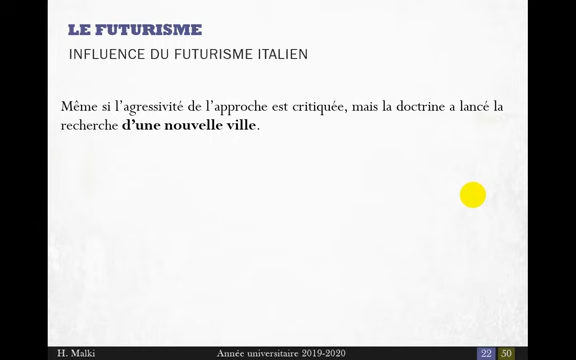 LE FUTURISME
INFLUENCE DU FUTURISME ITALIEN
Même si l'agressivité de l'approche est critiquée, mais la doctrine a lancé la
recherche d'une nouvelle ville.
H. Malki Année universitaire 2019-2020 22 50